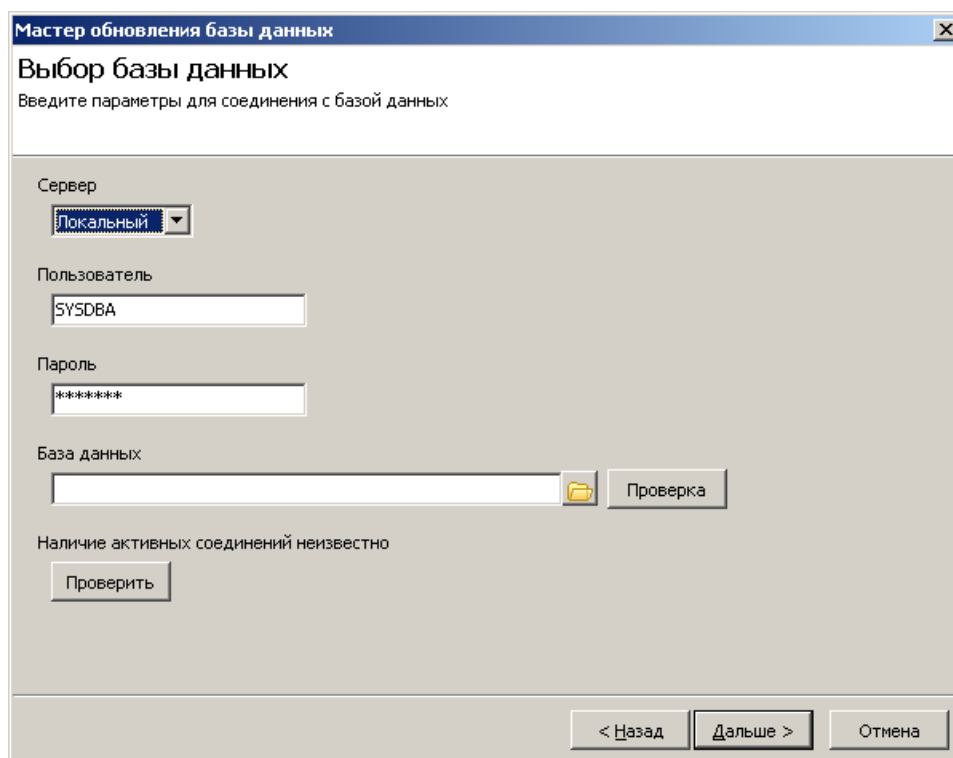 Мастер обновления базы данных
Выбор базы данных
Введите параметры для соединения с базой данных
Сервер
Локальный
Пользователь
SYSDBA
Пароль
*******
База данных
Проверка
Наличие активных соединений неизвестно
Проверить
< Назад Дальше > Отмена